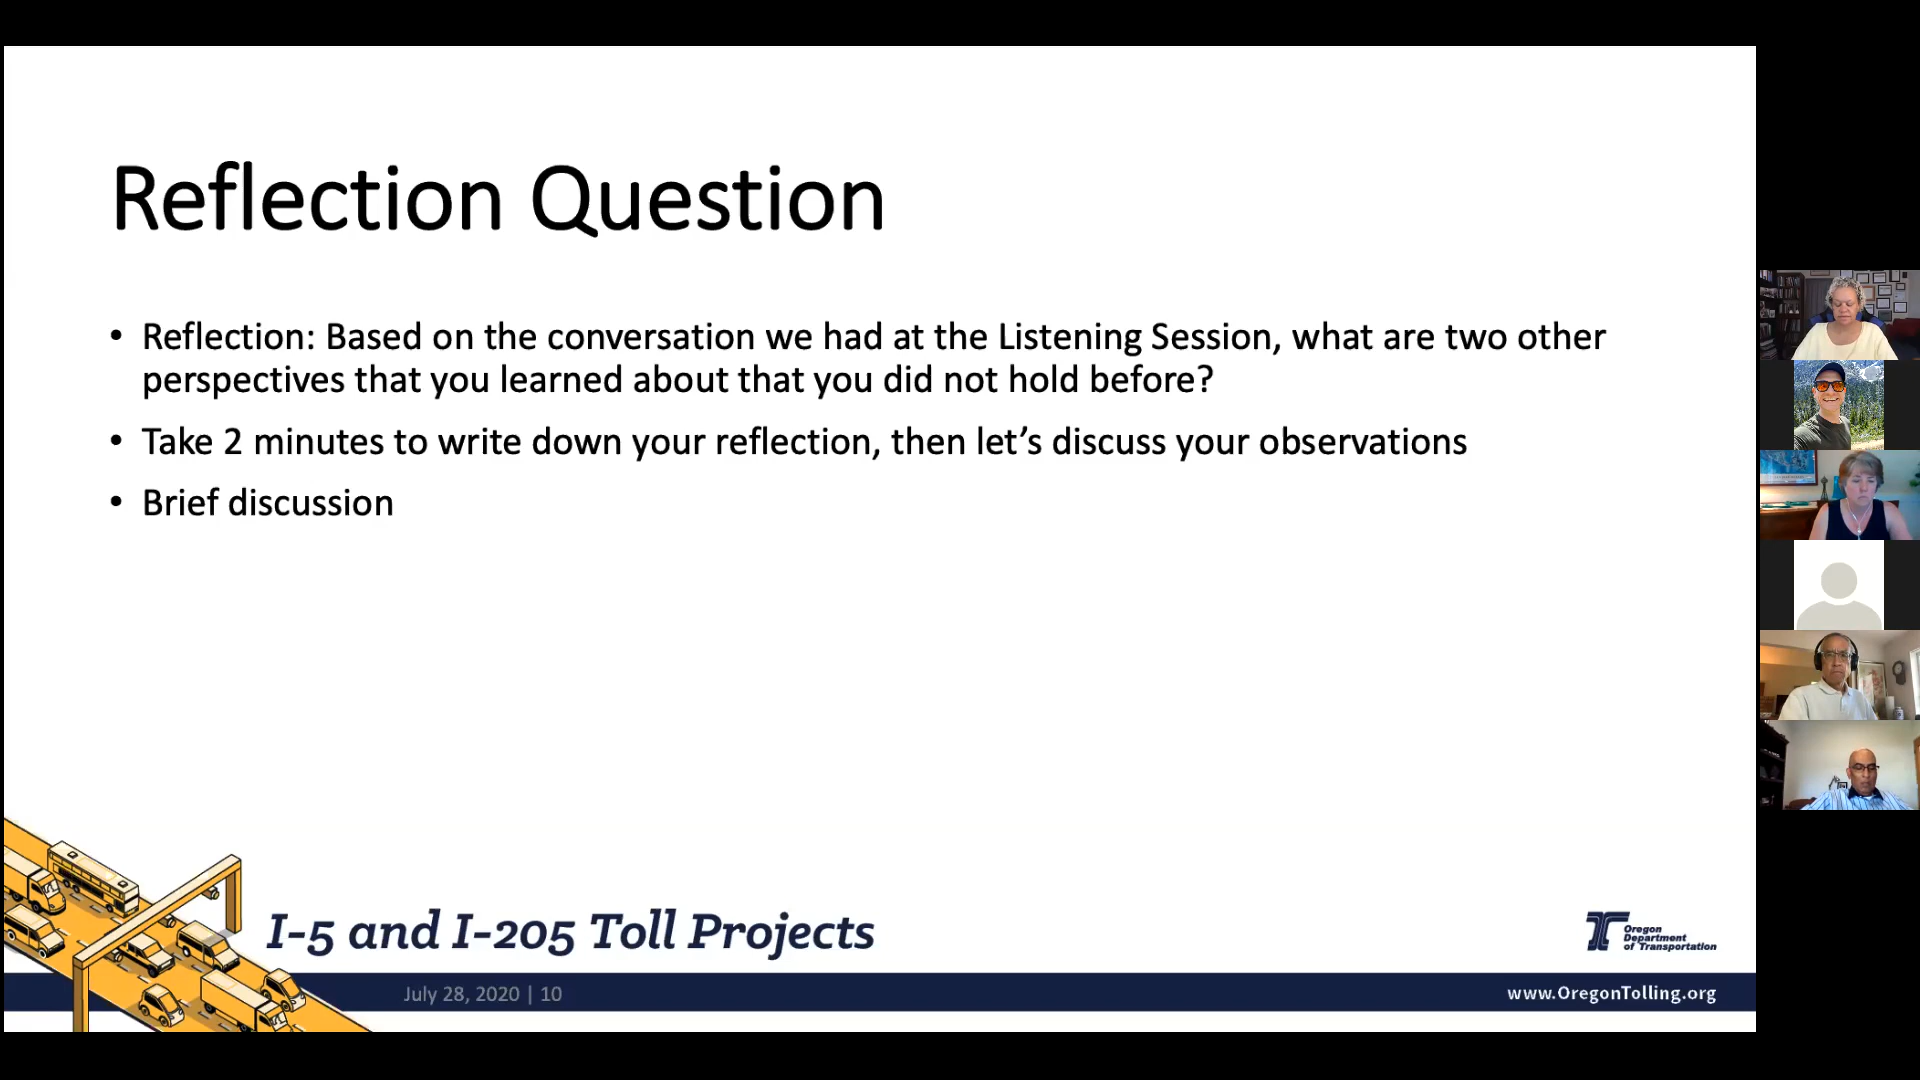 Reflection Question
• Reflection: Based on the conversation we had at the Listening Session, what are two other
perspectives that you learned about that you did not hold before?
• Take 2 minutes to write down your reflection, then let’s discuss your observations
• Brief discussion
I-5 and I-205 Toll Projects
Oregon
Department
of Transportation
July 28, 2020 | 10
www.OregonTolling.org